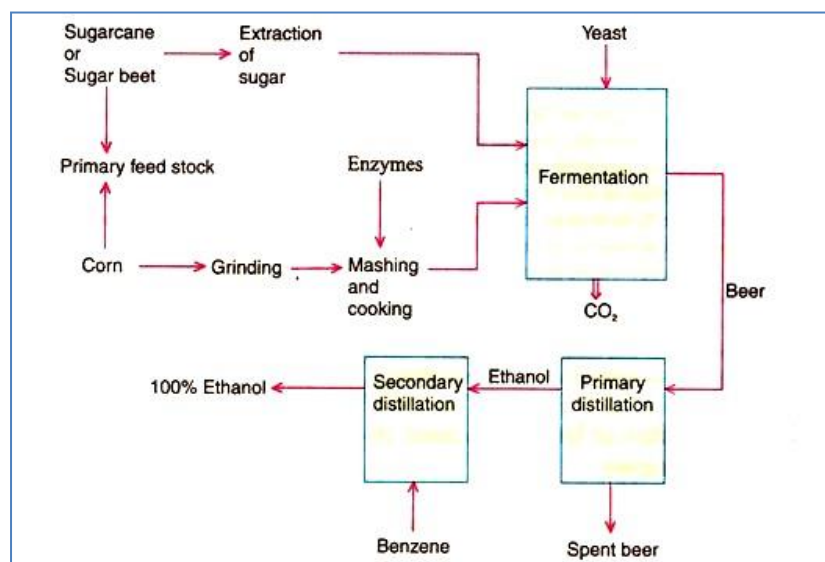 Sugarcane
or
Sugar beet
Extraction
of
sugar
Yeast
Primary feed stock
Enzymes
Fermentation
Corn
Grinding
Mashing
and
cooking
CO₂
Beer
100% Ethanol
Secondary
distillation
Ethanol
Primary
distillation
Benzene
Spent beer